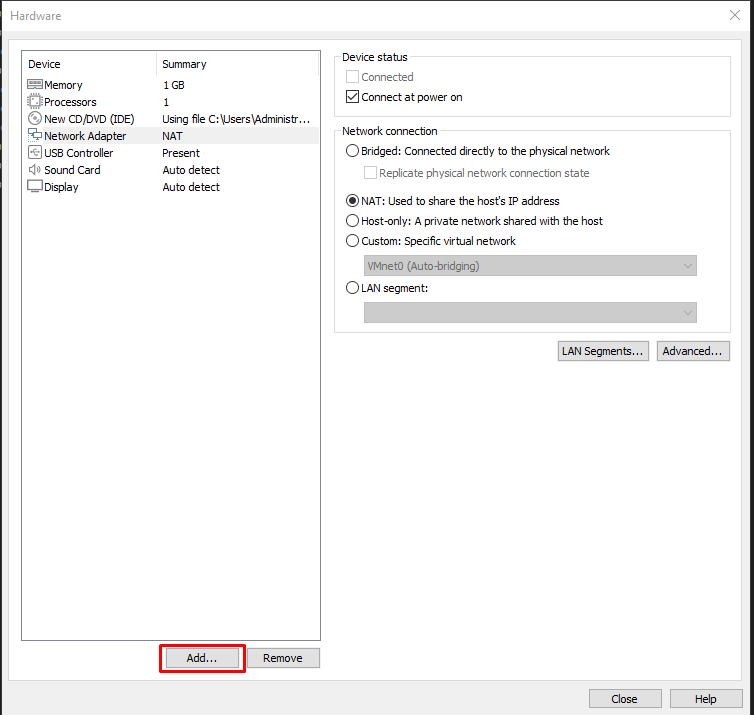 Hardware
Device Summary
Memory 1 GB
Processors 1
New CD/DVD (IDE) Using file C:\Users\Administr...
Network Adapter NAT
USB Controller Present
Sound Card Auto detect
Display Auto detect
Add...
Remove
Device status
Connected
Connect at power on
Network connection
Bridged: Connected directly to the physical network
Replicate physical network connection state
NAT: Used to share the host's IP address
Host-only: A private network shared with the host
Custom: Specific virtual network
VMnet0 (Auto-bridging)
LAN segment:
LAN Segments...
Advanced...
Close
Help